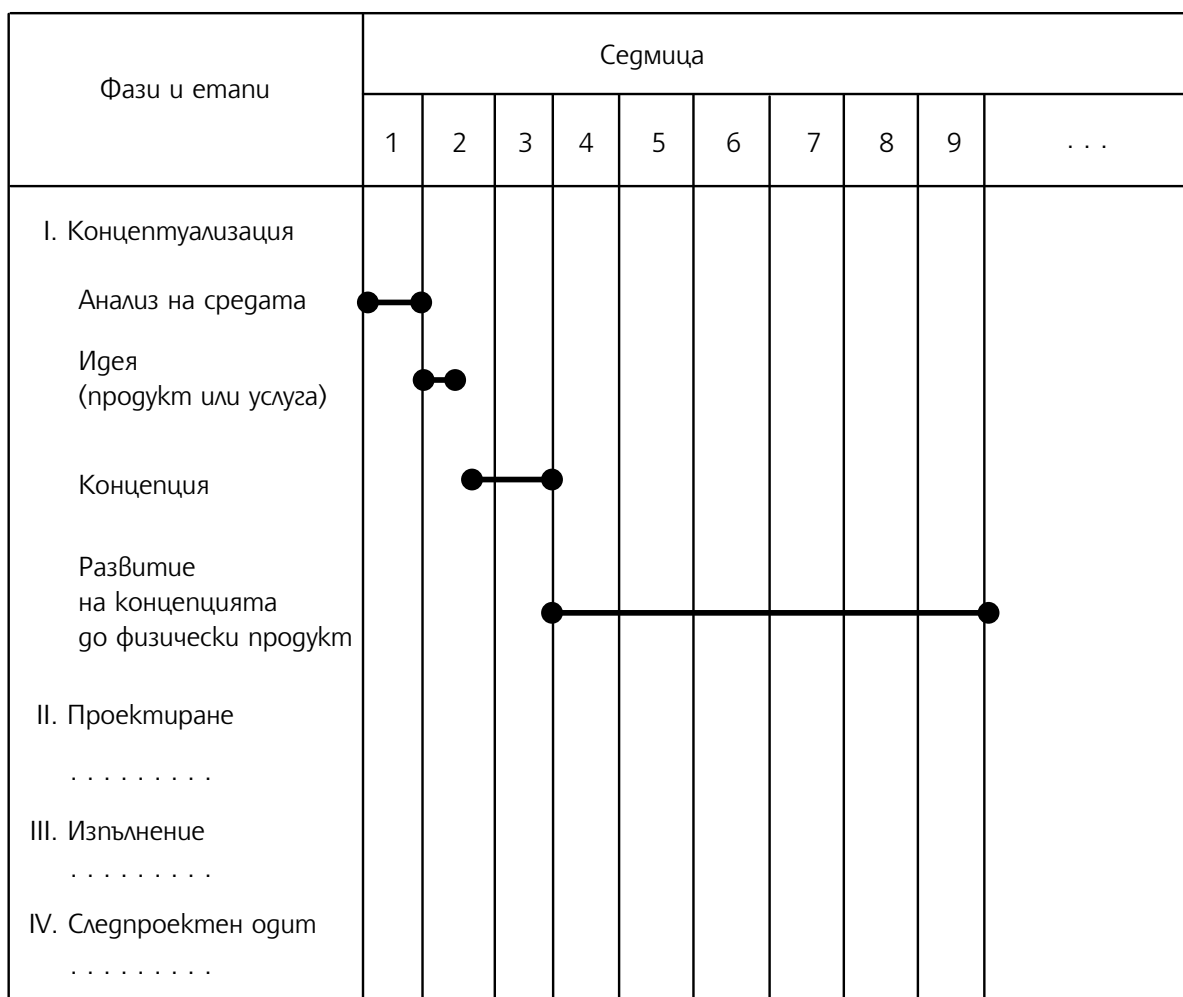 Фази и етапи
Седмица
1 2 3 4 5 6 7 8 9 . . .
I. Концептуализация
Анализ на средата
Идея
(продукт или услуга)
Концепция
Развитие
на концепцията
до физически продукт
II. Проектиране
. . . . . . . . .
III. Изпълнение
. . . . . . . . .
IV. Следпроектен одит
. . . . . . . . .